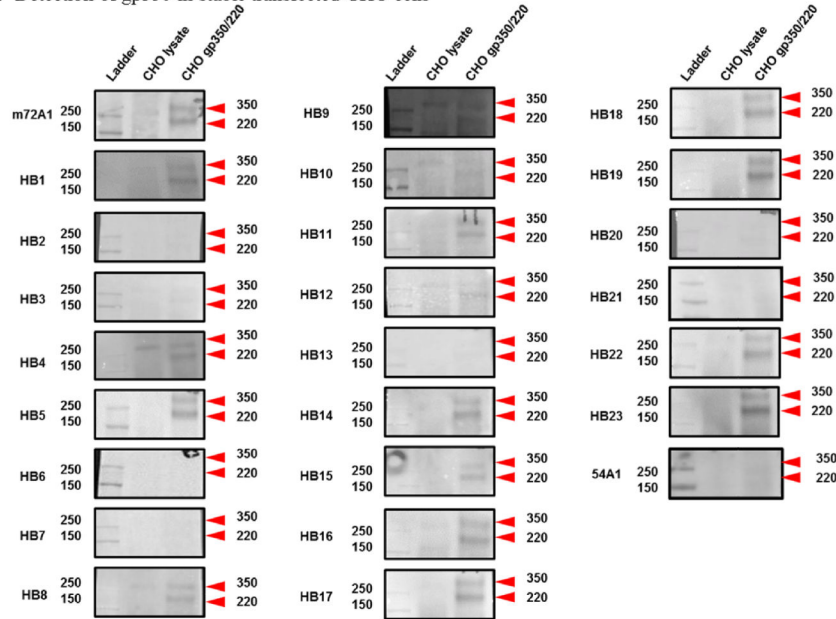 Ladder CHO lysate CHO gp350/220
m72A1 250 150 350 220
HB1 250 150 350 220
HB2 250 150 350 220
HB3 250 150 350 220
HB4 250 150 350 220
HB5 250 150 350 220
HB6 250 150 350 220
HB7 250 150 350 220
HB8 250 150 350 220
Ladder CHO lysate CHO gp350/220
HB9 250 150 350 220
HB10 250 150 350 220
HB11 250 150 350 220
HB12 250 150 350 220
HB13 250 150 350 220
HB14 250 150 350 220
HB15 250 150 350 220
HB16 250 150 350 220
HB17 250 150 350 220
Ladder CHO lysate CHO gp350/220
HB18 250 150 350 220
HB19 250 150 350 220
HB20 250 150 350 220
HB21 250 150 350 220
HB22 250 150 350 220
HB23 250 150 350 220
54A1 250 150 350 220